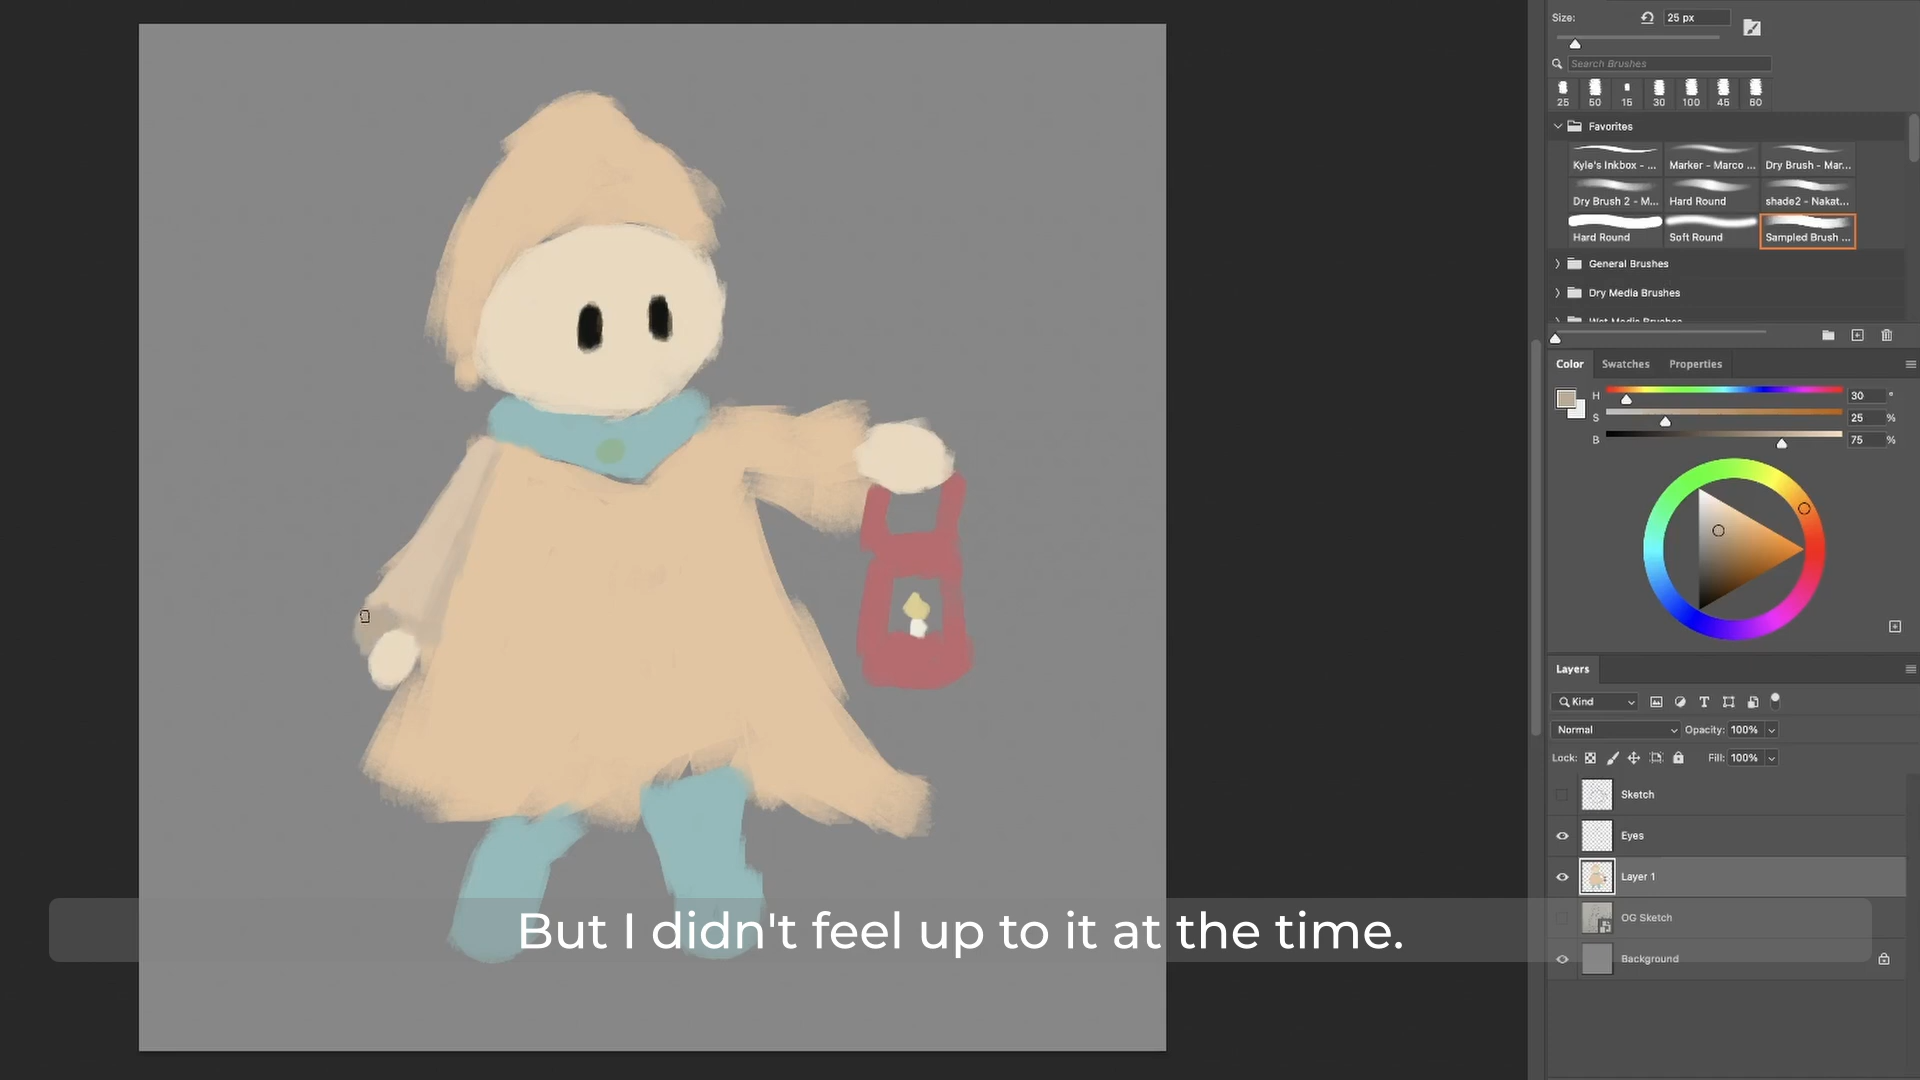 Size:
25 px
Search Brushes
25 50 15 30 100 45 60
Favorites
Kyle's Inkbox - ...
Marker - Marco ...
Dry Brush - Mar...
Dry Brush 2 - M...
Hard Round
shade2 - Nakat...
Hard Round
Soft Round
Sampled Brush ...
General Brushes
Dry Media Brushes
Wet Media Brushes
Color Swatches Properties
H 30 °
S 25 %
B 75 %
Layers
Kind
Normal Opacity: 100%
Lock: Fill: 100%
Sketch
Eyes
Layer 1
OG Sketch
Background
But I didn't feel up to it at the time.